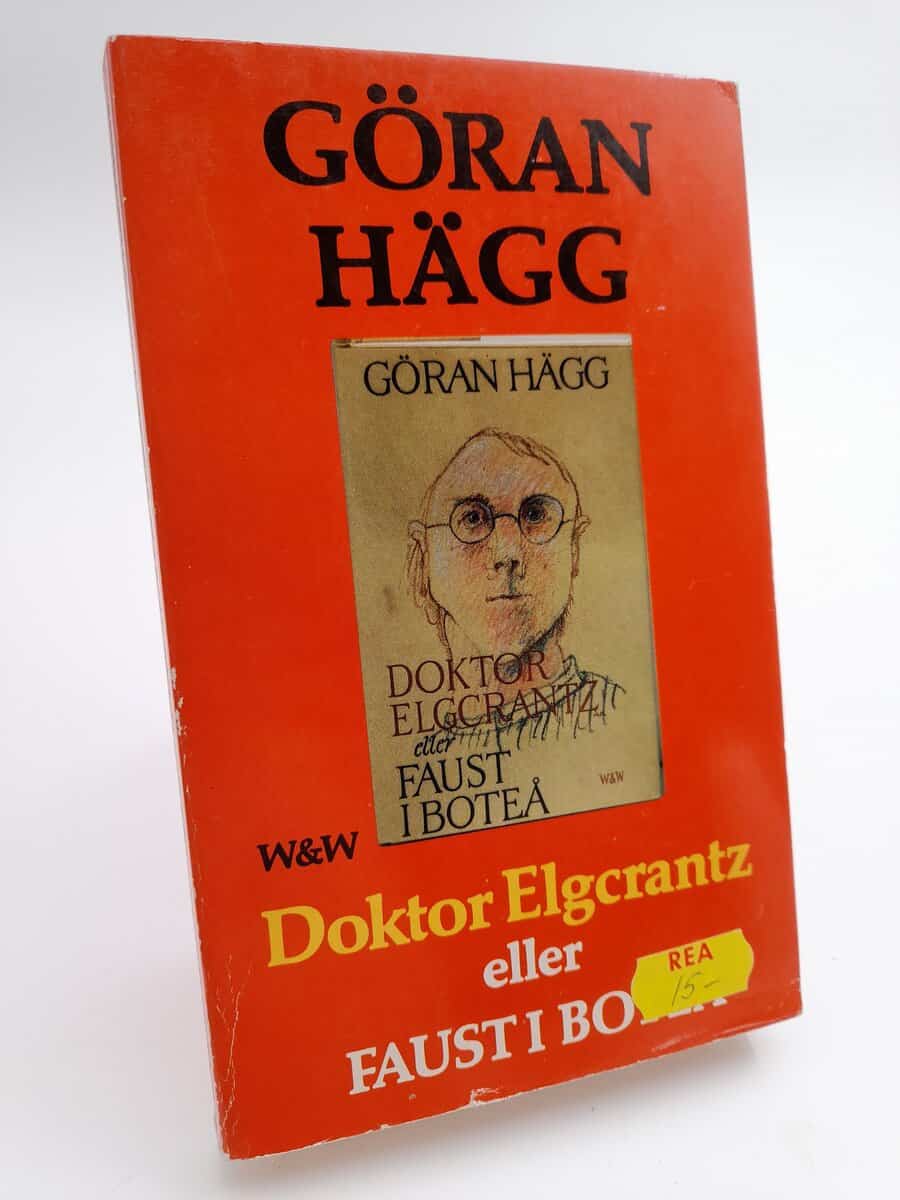 GÖRAN
HÄGG
GÖRAN HÄGG
DOKTOR
ELGCRANTZ
eller
FAUST
I BOTEÅ
W&W
W&W
Doktor Elgcrantz
eller
FAUST I
REA
15-